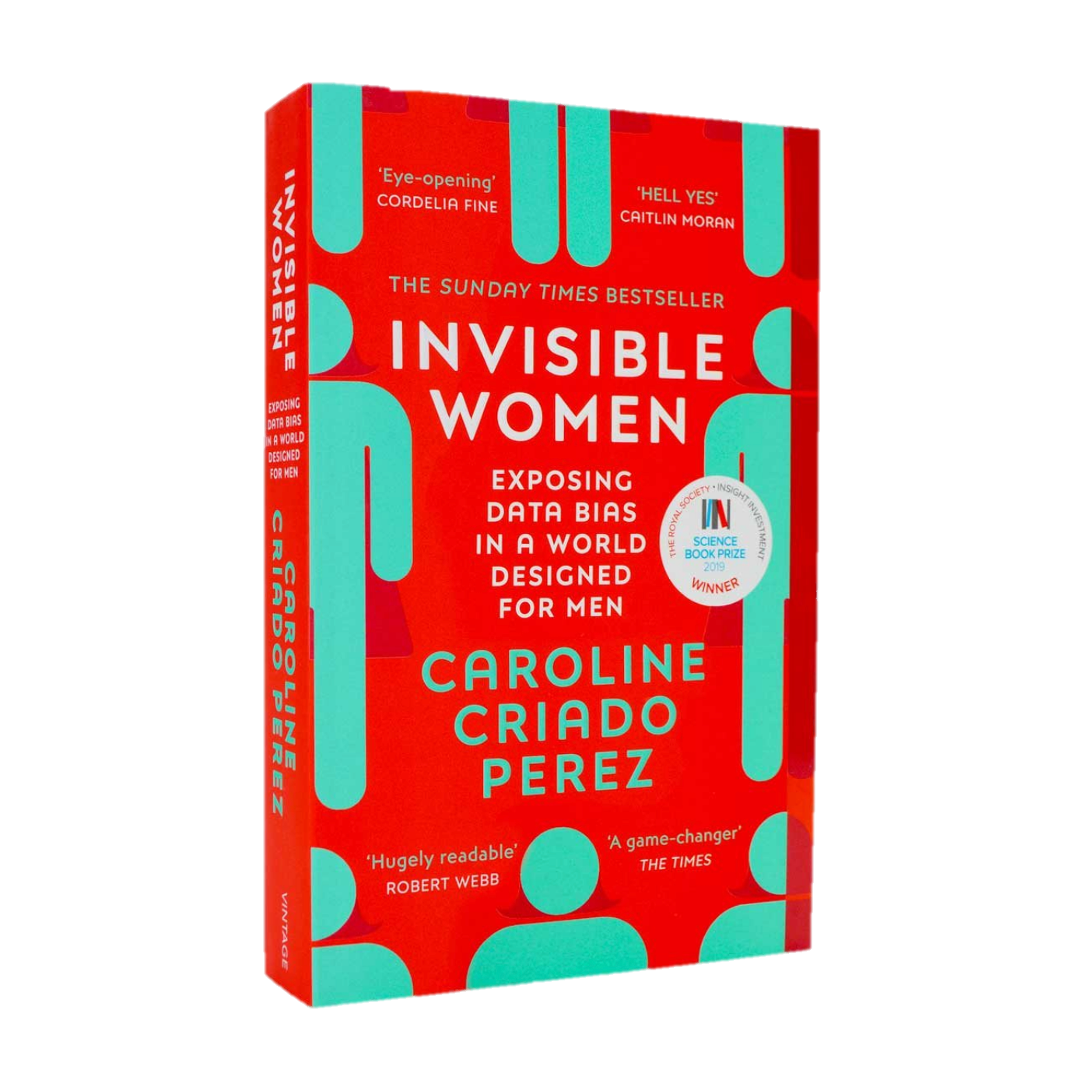 INVISIBLE
WOMEN
EXPOSING
DATA BIAS
IN A WORLD
DESIGNED
FOR MEN
CAROLINE
CRIADO PEREZ
VINTAGE
‘Eye-opening’
CORDELIA FINE
‘HELL YES’
CAITLIN MORAN
THE SUNDAY TIMES BESTSELLER
INVISIBLE
WOMEN
EXPOSING
DATA BIAS
IN A WORLD
DESIGNED
FOR MEN
THE ROYAL SOCIETY • INSIGHT INVESTMENT
SCIENCE
BOOK PRIZE
2019
WINNER
CAROLINE
CRIADO
PEREZ
‘Hugely readable’
ROBERT WEBB
‘A game-changer’
THE TIMES